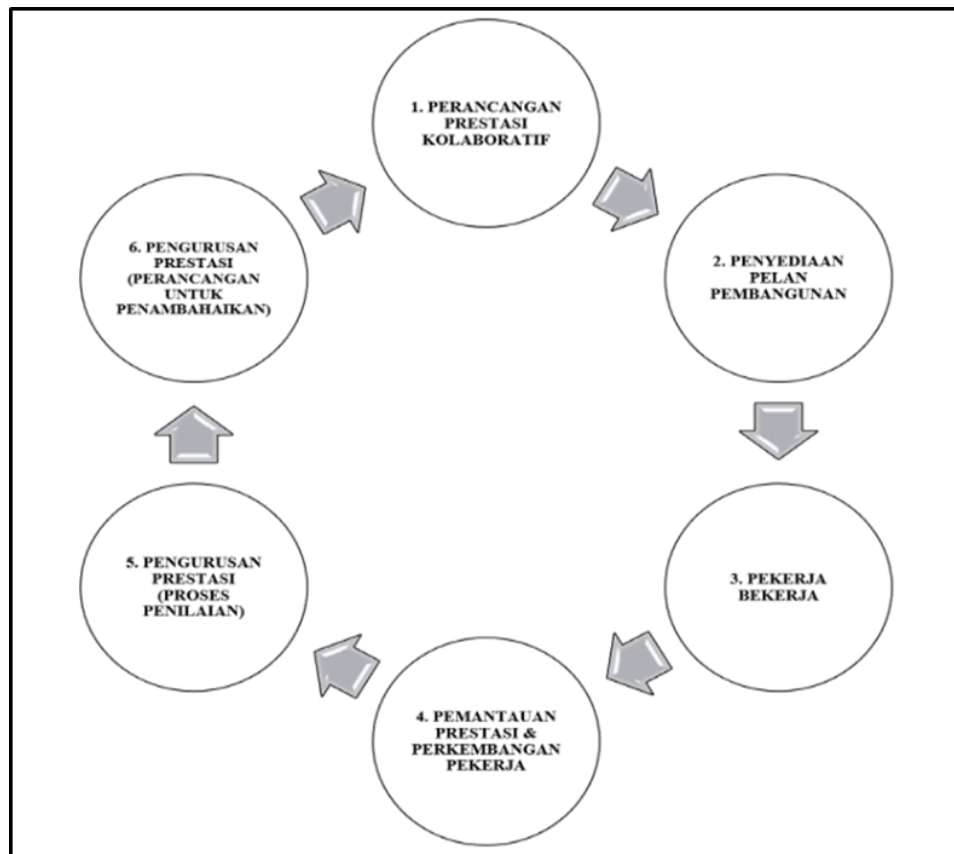 1. PERANCANGAN
PRESTASI
KOLABORATIF
2. PENYEDIAAN
PELAN
PEMBANGUNAN
3. PEKERJA
BEKERJA
4. PEMANTAUAN
PRESTASI &
PERKEMBANGAN
PEKERJA
5. PENGURUSAN
PRESTASI
(PROSES
PENILAIAN)
6. PENGURUSAN
PRESTASI
(PERANCANGAN
UNTUK
PENAMBAHAIKAN)